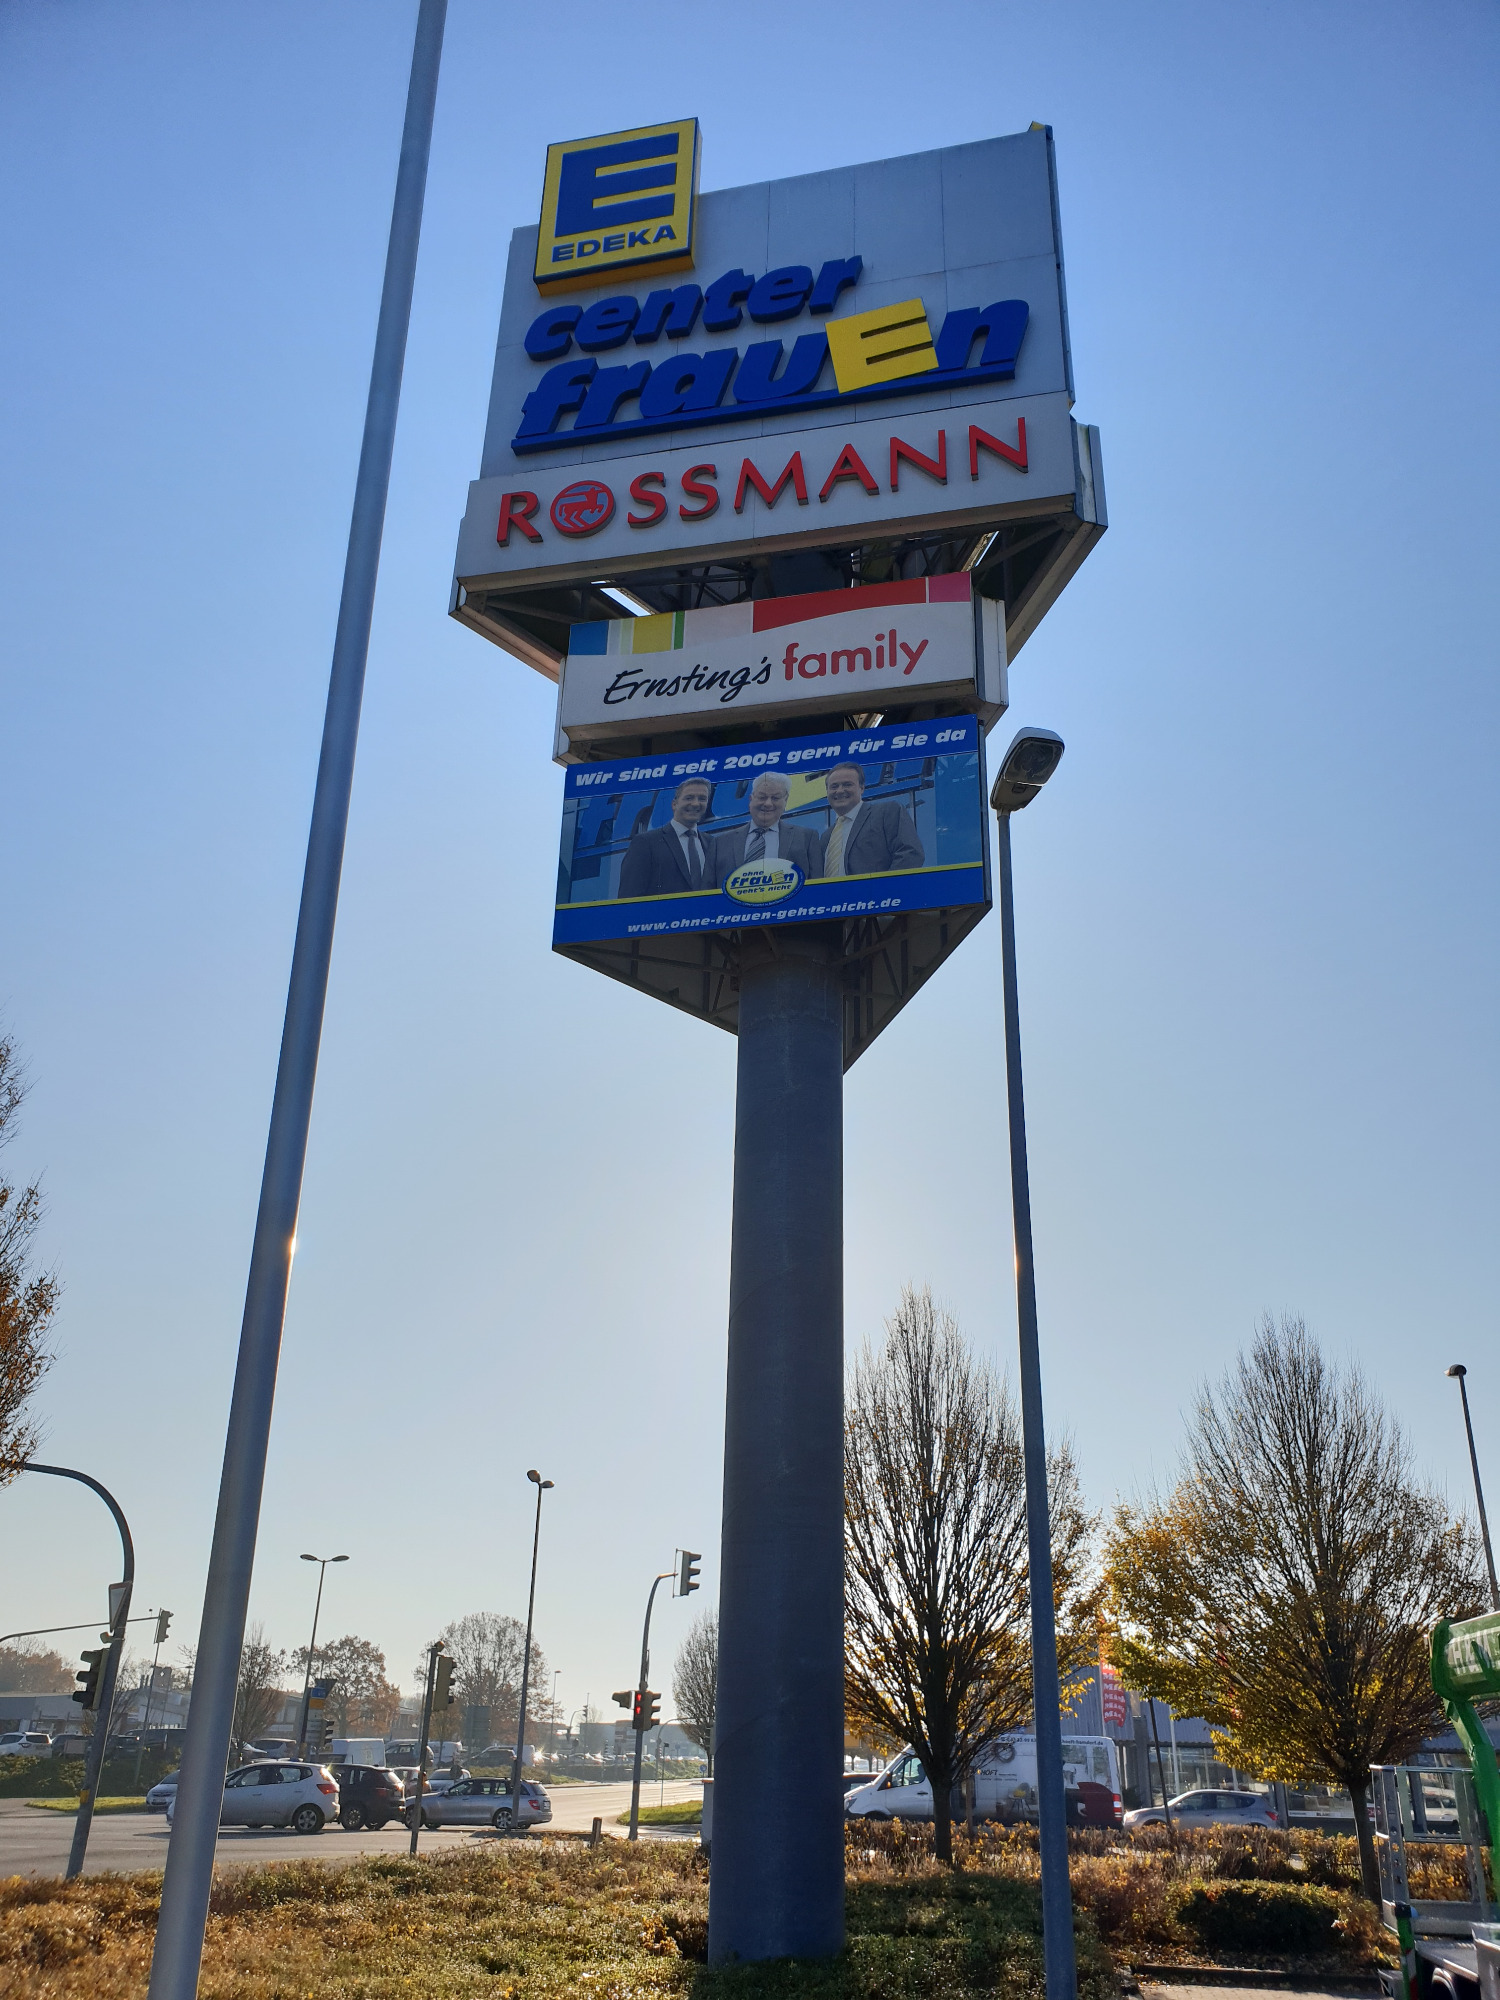 E
EDEKA
center
frauEn
ROSSMANN
Ernsting's family
Wir sind seit 2005 gern für Sie da
ohne
frauEn
geht's nicht
www.ohne-frauen-gehts-nicht.de